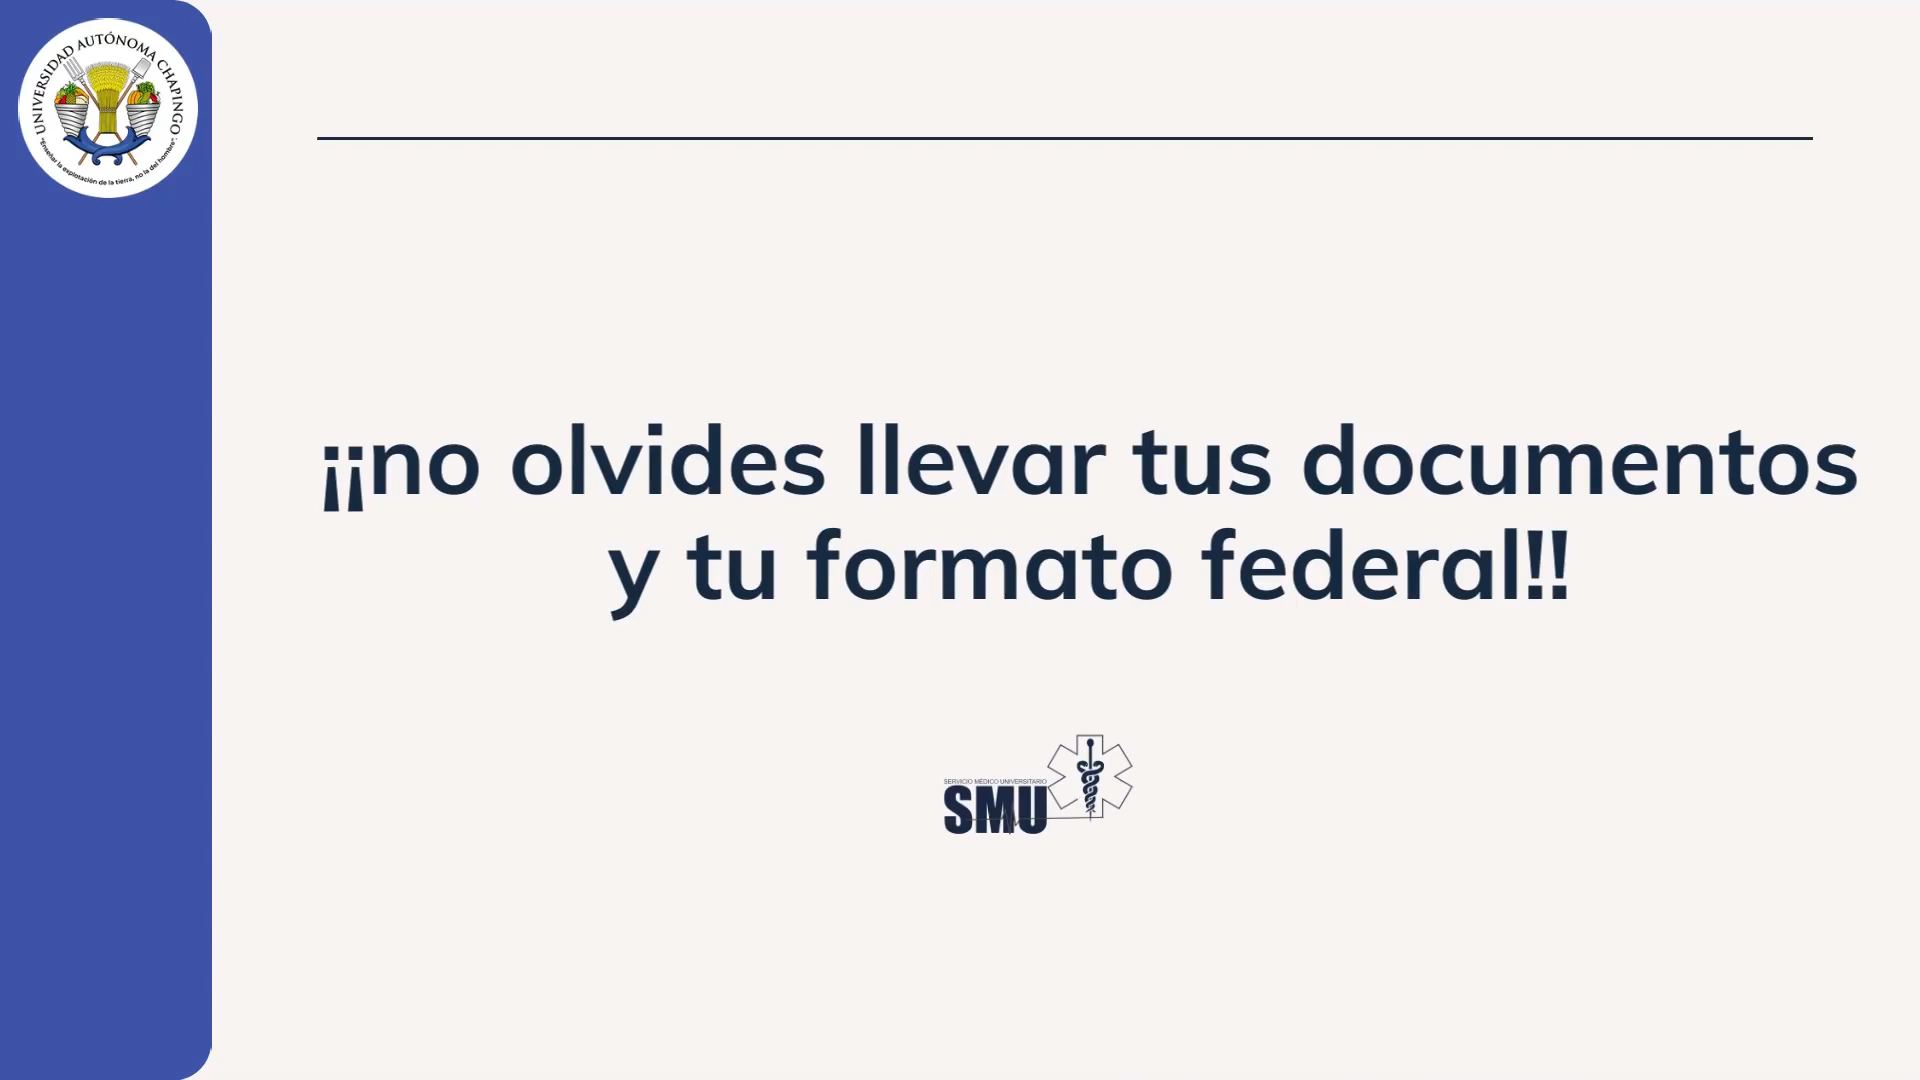 UNIVERSIDAD AUTÓNOMA CHAPINGO
"Enseñar la explotación de la tierra, no la del hombre"
¡¡no olvides llevar tus documentos
y tu formato federal!!
SERVICIO MÉDICO UNIVERSITARIO
SMU